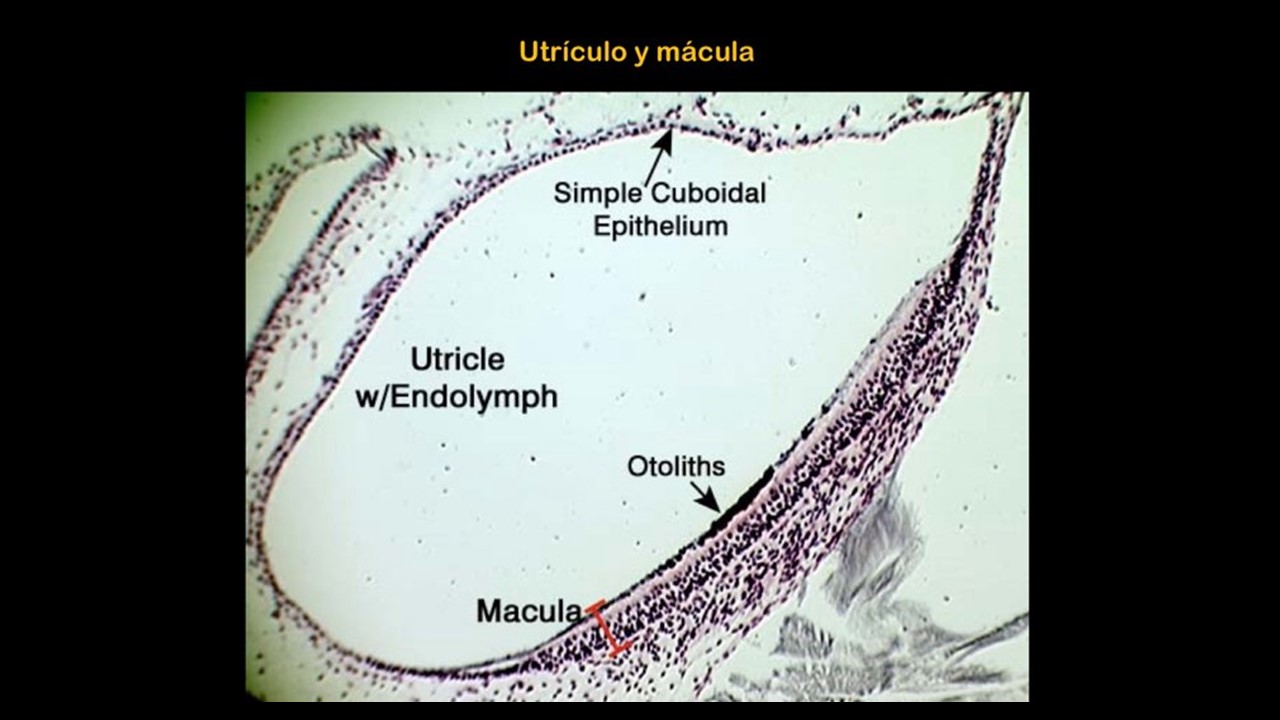 Utrículo y mácula
Simple Cuboidal
Epithelium
Utricle
w/Endolymph
Otoliths
Macula